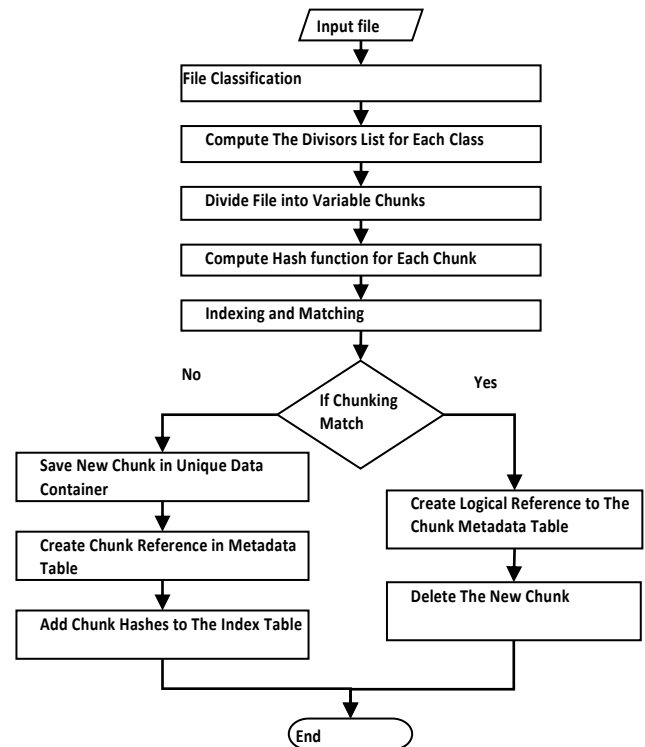 Input file
File Classification
Compute The Divisors List for Each Class
Divide File into Variable Chunks
Compute Hash function for Each Chunk
Indexing and Matching
No
Yes
If Chunking
Match
Save New Chunk in Unique Data
Container
Create Chunk Reference in Metadata
Table
Add Chunk Hashes to The Index Table
Create Logical Reference to The
Chunk Metadata Table
Delete The New Chunk
End